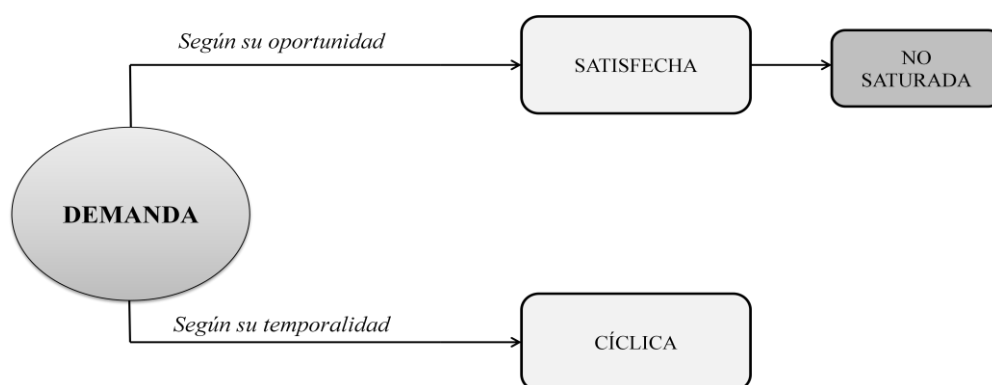 Según su oportunidad
SATISFECHA
NO
SATURADA
DEMANDA
Según su temporalidad
CÍCLICA